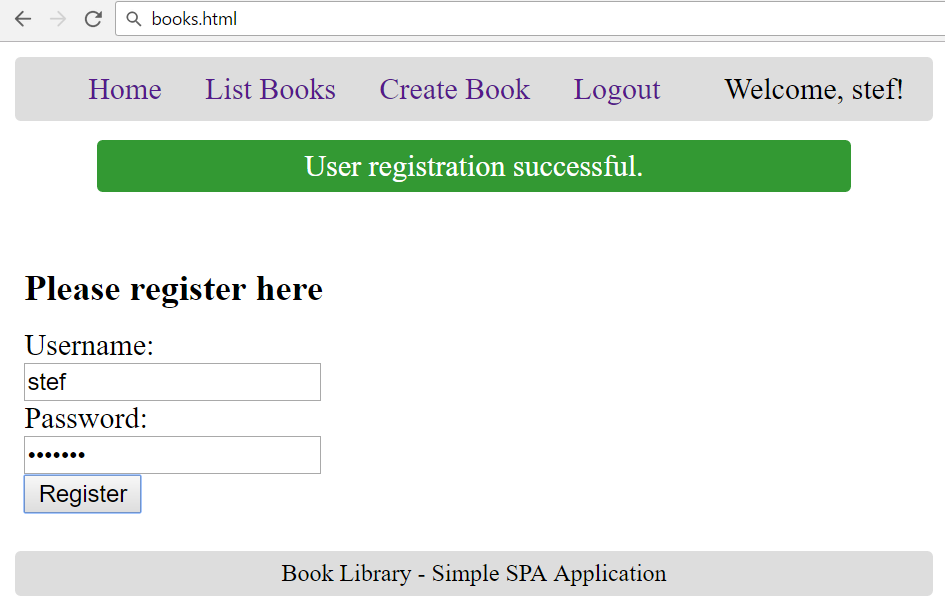 books.html
Home List Books Create Book Logout Welcome, stef!
User registration successful.
Please register here
Username:
stef
Password:
•••••••
Register
Book Library - Simple SPA Application